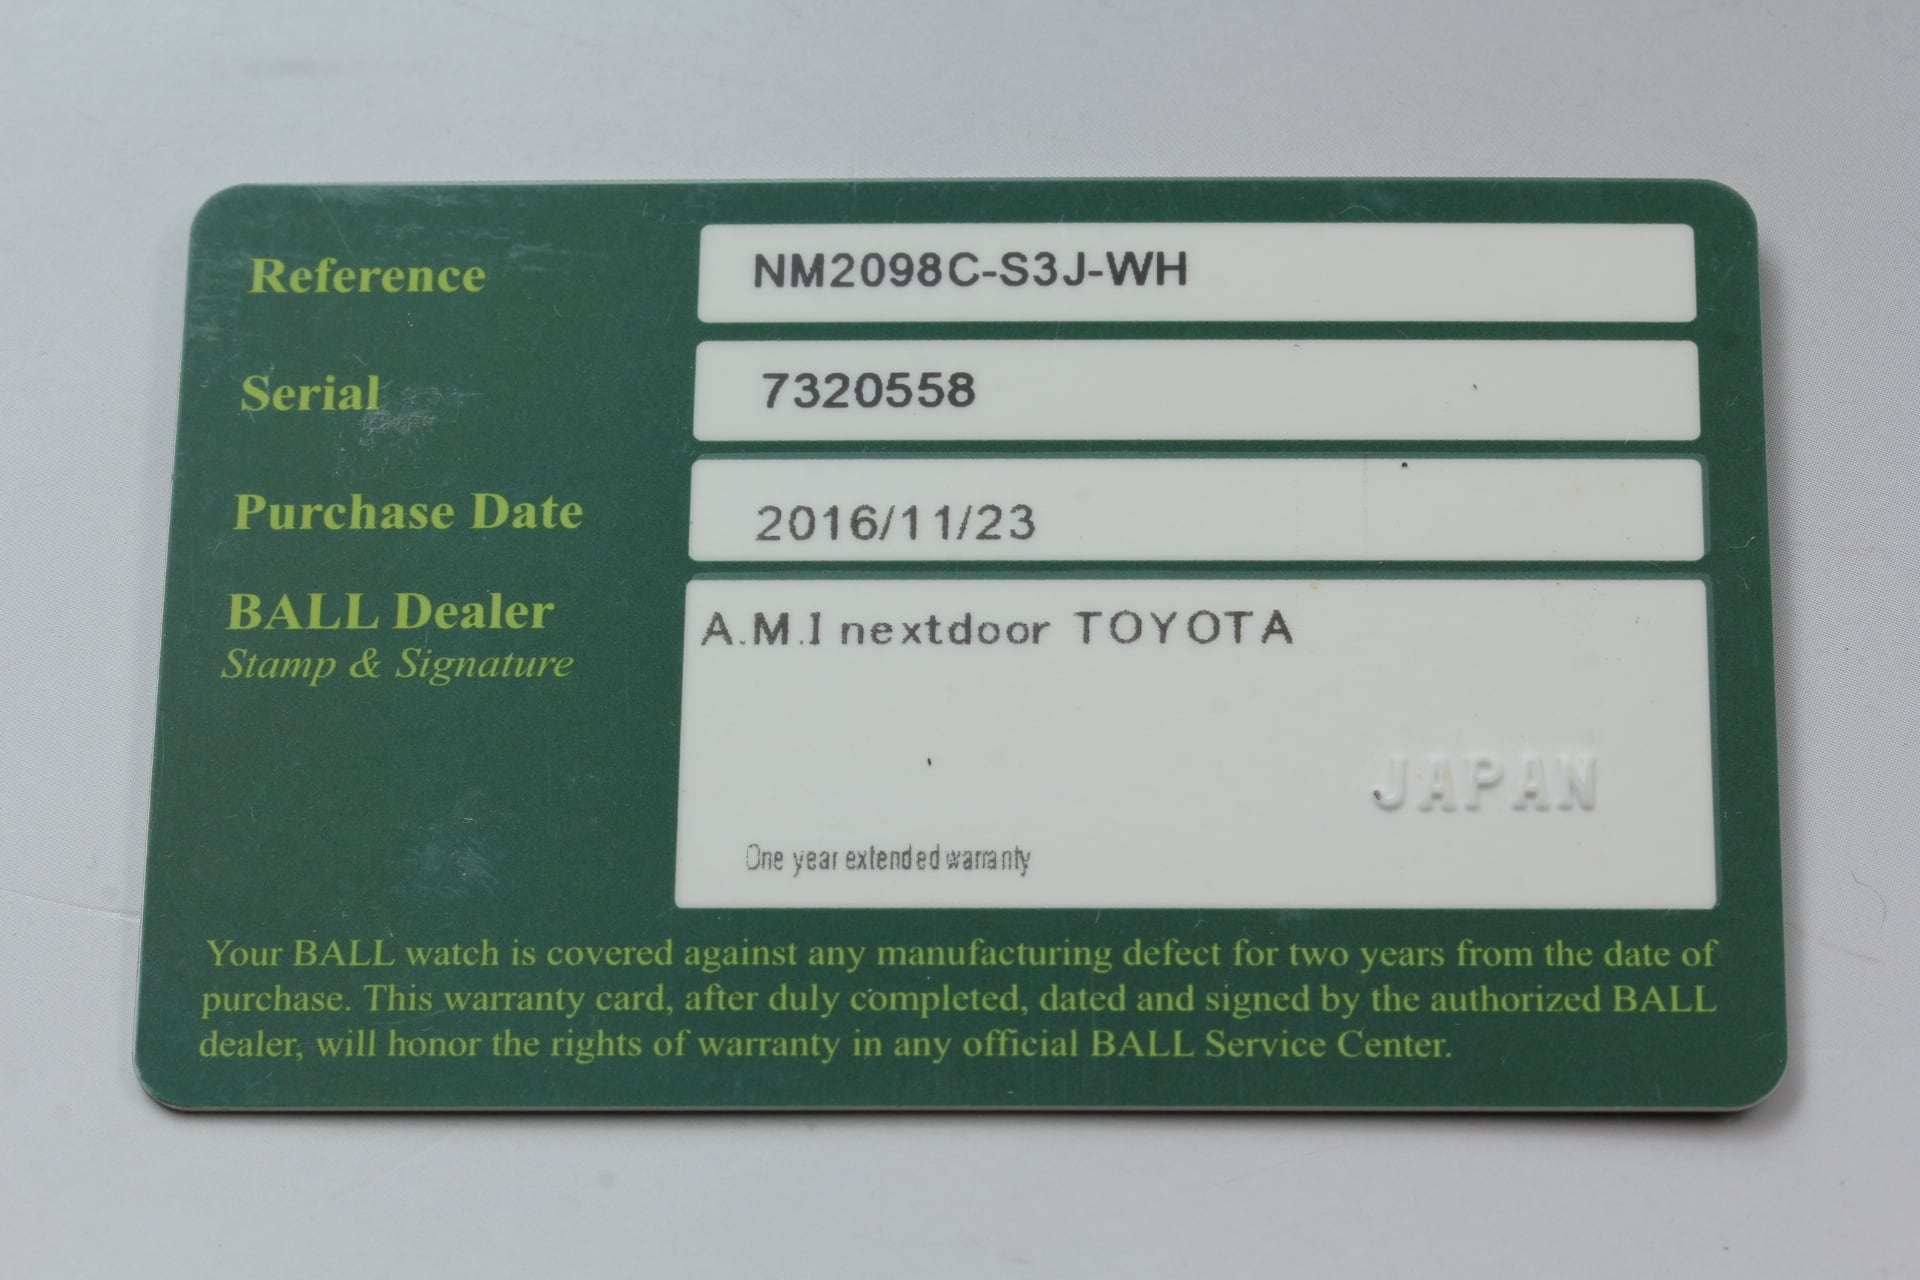 Reference NM2098C-S3J-WH
Serial 7320558
Purchase Date 2016/11/23
BALL Dealer A.M.I nextdoor TOYOTA
Stamp & Signature
JAPAN
One year extended warranty
Your BALL watch is covered against any manufacturing defect for two years from the date of
purchase. This warranty card, after duly completed, dated and signed by the authorized BALL
dealer, will honor the rights of warranty in any official BALL Service Center.